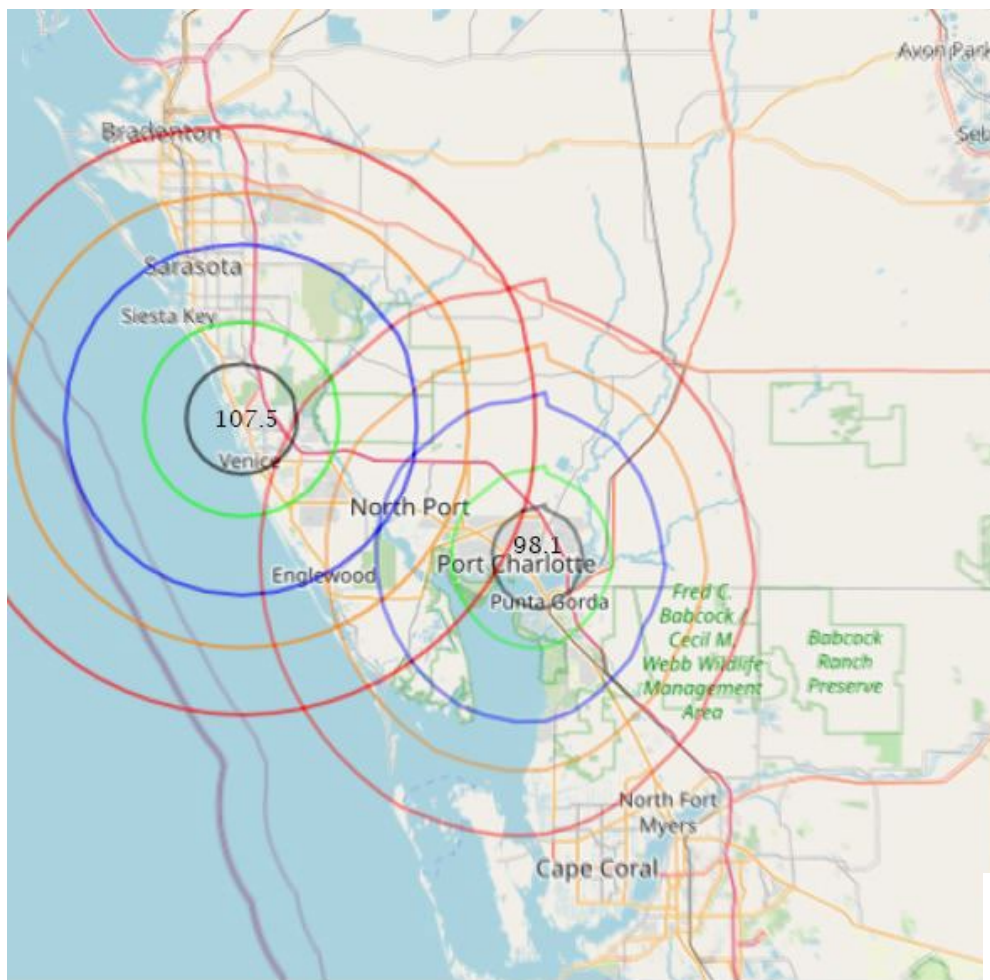 Avon Park
Bradenton
Seb
Sarasota
Siesta Key
107.5
Venice
North Port
98.1
Port Charlotte
Englewood
Punta Gorda
Fred C.
Babcock /
Cecil M.
Webb Wildlife
Management
Area
Babcock
Ranch
Preserve
North Fort
Myers
Cape Coral